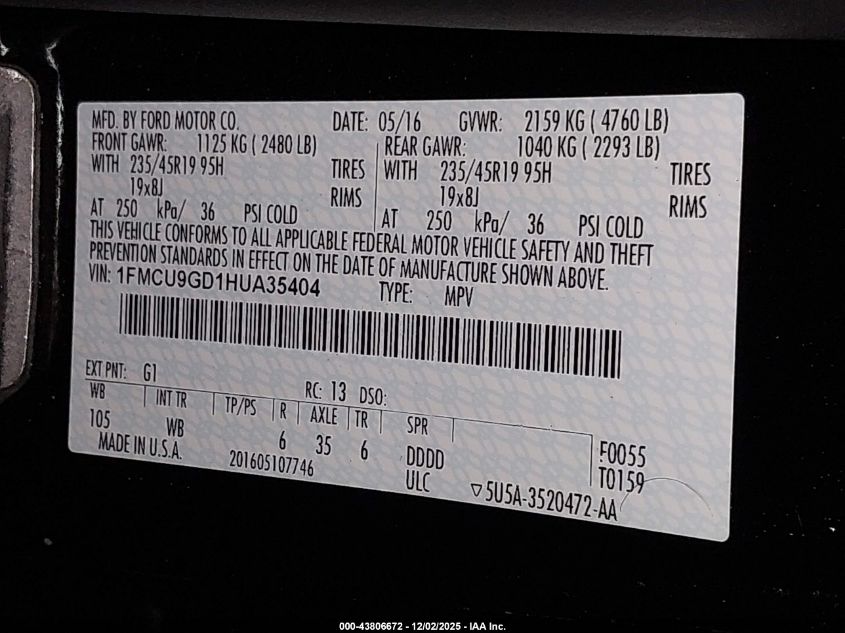 MFD. BY FORD MOTOR CO. DATE: 05/16 GVWR: 2159 KG ( 4760 LB)
FRONT GAWR: 1125 KG ( 2480 LB) REAR GAWR: 1040 KG ( 2293 LB)
WITH 235/45R19 95H TIRES WITH 235/45R19 95H TIRES
19x8J RIMS 19x8J RIMS
AT 250 kPa/ 36 PSI COLD AT 250 kPa/ 36 PSI COLD
THIS VEHICLE CONFORMS TO ALL APPLICABLE FEDERAL MOTOR VEHICLE SAFETY AND THEFT
PREVENTION STANDARDS IN EFFECT ON THE DATE OF MANUFACTURE SHOWN ABOVE.
VIN: 1FMCU9GD1HUA35404 TYPE: MPV
EXT PNT: G1 RC: 13 DSO:
WB INT TR TP/PS R AXLE TR SPR
105 WB 6 35 6 DDDD F0055
MADE IN U.S.A. 201605107746 ULC T0159
▽5U5A-3520472-AA
000-43806672 - 12/02/2025 - IAA Inc.